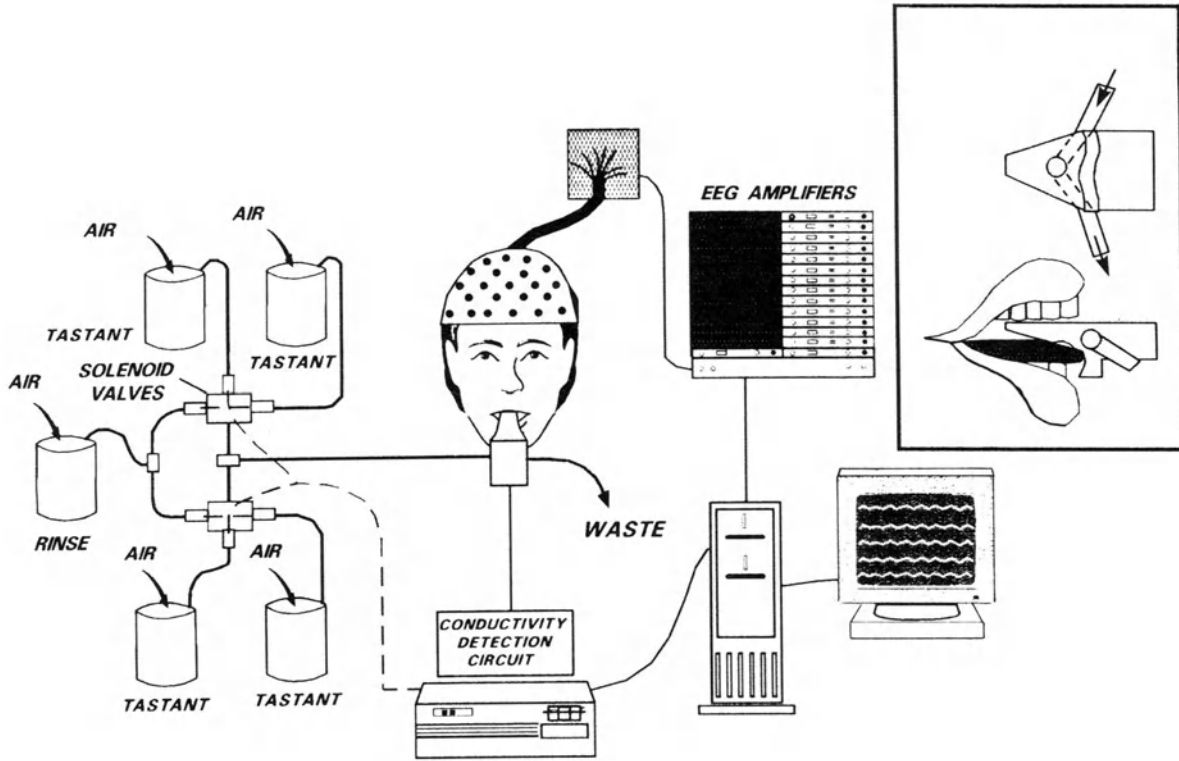 EEG AMPLIFIERS
AIR
AIR
TASTANT
TASTANT
SOLENOID
VALVES
AIR
RINSE
WASTE
AIR
AIR
TASTANT
TASTANT
CONDUCTIVITY
DETECTION
CIRCUIT